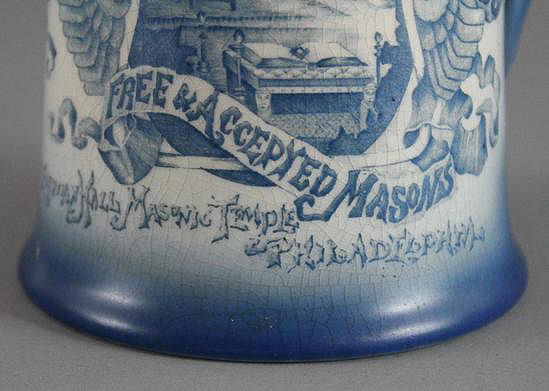 FREE & ACCEPTED MASONS
HALL MASONIC TEMPLE
PHILADELPHIA